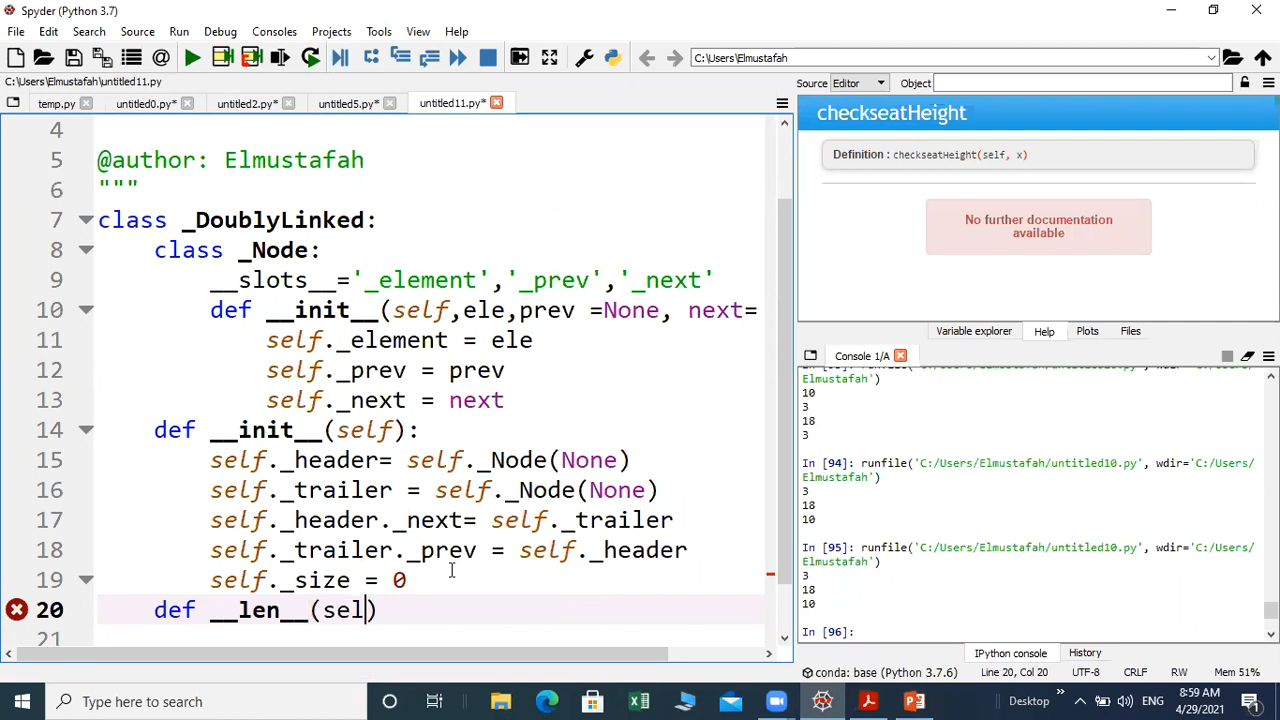 Spyder (Python 3.7)
File Edit Search Source Run Debug Consoles Projects Tools View Help
C:\Users\Elmustafah
C:\Users\Elmustafah\untitled11.py
temp.py untitled0.py* untitled2.py* untitled5.py* untitled11.py*
4
5 @author: Elmustafah
6 """
7 class _DoublyLinked:
8 class _Node:
9 __slots__='_element','_prev','_next'
10 def __init__(self,ele,prev =None, next=
11 self._element = ele
12 self._prev = prev
13 self._next = next
14 def __init__(self):
15 self._header= self._Node(None)
16 self._trailer = self._Node(None)
17 self._header._next= self._trailer
18 self._trailer._prev = self._header
19 self._size = 0
20 def __len__(sel)
21
Source Editor Object
checkseatHeight
Definition : checkseatHeight(self, x)
No further documentation
available
Variable explorer Help Plots Files
Console 1/A
Elmustafah')
10
3
18
3
In [94]: runfile('C:/Users/Elmustafah/untitled10.py', wdir='C:/Users/
Elmustafah')
3
18
10
In [95]: runfile('C:/Users/Elmustafah/untitled10.py', wdir='C:/Users/
Elmustafah')
3
18
10
In [96]:
IPython console History
conda: base (Python 3.7.6) Line 20, Col 20 UTF-8 CRLF RW Mem 51%
Type here to search
Desktop ENG 8:59 AM
4/29/2021